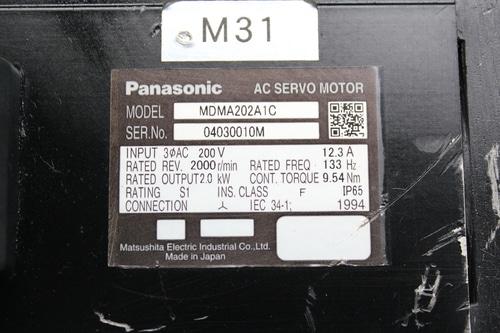 M31
Panasonic AC SERVO MOTOR
MODEL MDMA202A1C
SER.No. 04030010M
INPUT 3ØAC 200 V 12.3 A
RATED REV. 2000 r/min RATED FREQ 133 Hz
RATED OUTPUT 2.0 kW CONT. TORQUE 9.54 Nm
RATING S1 INS. CLASS F IP65
CONNECTION ⅄ IEC 34-1; 1994
Matsushita Electric Industrial Co.,Ltd.
Made in Japan